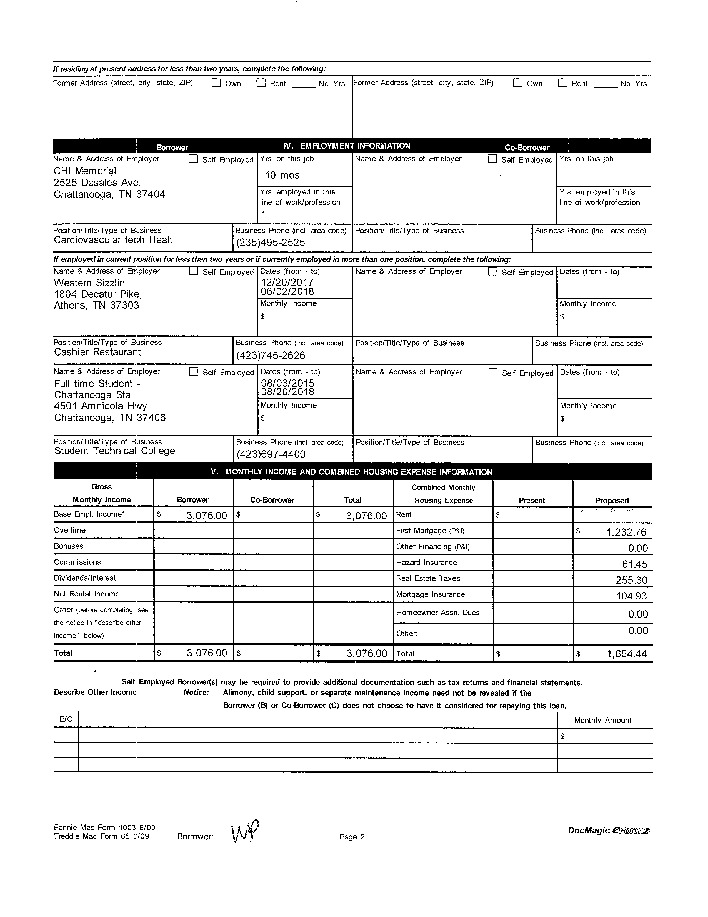 If residing at present address for less than two years, complete the following:
Former Address (street, city, state, ZIP) Own Rent No. Yrs. Former Address (street, city, state, ZIP) Own Rent No. Yrs.
Borrower IV. EMPLOYMENT INFORMATION Co-Borrower
Name & Address of Employer Self Employed Yrs. on this job Name & Address of Employer Self Employed Yrs. on this job
CHI Memorial
2525 Desales Ave.
Chattanooga, TN 37404
10 mos
Yrs. employed in this line of work/profession Yrs. employed in this line of work/profession
Position/Title/Type of Business Business Phone (incl. area code) Position/Title/Type of Business Business Phone (incl. area code)
Cardiovascular tech Healt (235)495-2525
If employed in current position for less than two years or if currently employed in more than one position, complete the following:
Name & Address of Employer Self Employed Dates (from - to) Name & Address of Employer Self Employed Dates (from - to)
Western Sizzlin
1804 Decatur Pike,
Athens, TN 37303
12/20/2017
06/02/2018
Monthly Income Monthly Income
$ $
Position/Title/Type of Business Business Phone (incl. area code) Position/Title/Type of Business Business Phone (incl. area code)
Cashier Restaurant (423)745-2626
Name & Address of Employer Self Employed Dates (from - to) Name & Address of Employer Self Employed Dates (from - to)
Full time Student -
Chattanooga Sta
4501 Amnicola Hwy
Chattanooga, TN 37406
08/20/2018
Monthly Income Monthly Income
$ $
Position/Title/Type of Business Business Phone (incl. area code) Position/Title/Type of Business Business Phone (incl. area code)
Student Technical College (423)697-4400
V. MONTHLY INCOME AND COMBINED HOUSING EXPENSE INFORMATION
Gross Monthly Income Borrower Co-Borrower Total Combined Monthly Housing Expense Present Proposed
Base Empl. Income* $ 3,076.00 $ $ 3,076.00 Rent $
Overtime First Mortgage (P&I) $ 1,232.76
Bonuses Other Financing (P&I) 0.00
Commissions Hazard Insurance 61.45
Dividends/Interest Real Estate Taxes 255.30
Net Rental Income Mortgage Insurance 104.93
Other (before completing, see the notice in "describe other income" below) Homeowner Assn. Dues 0.00
Other: 0.00
Total $ 3,076.00 $ $ 3,076.00 Total $ $ 1,654.44
Self Employed Borrower(s) may be required to provide additional documentation such as tax returns and financial statements.
Describe Other Income Notice: Alimony, child support, or separate maintenance income need not be revealed if the
Borrower (B) or Co-Borrower (C) does not choose to have it considered for repaying this loan.
B/C Monthly Amount
$
Fannie Mae Form 1003 6/09
Freddie Mac Form 65 6/09 Borrower: WP Page 2
DocMagic